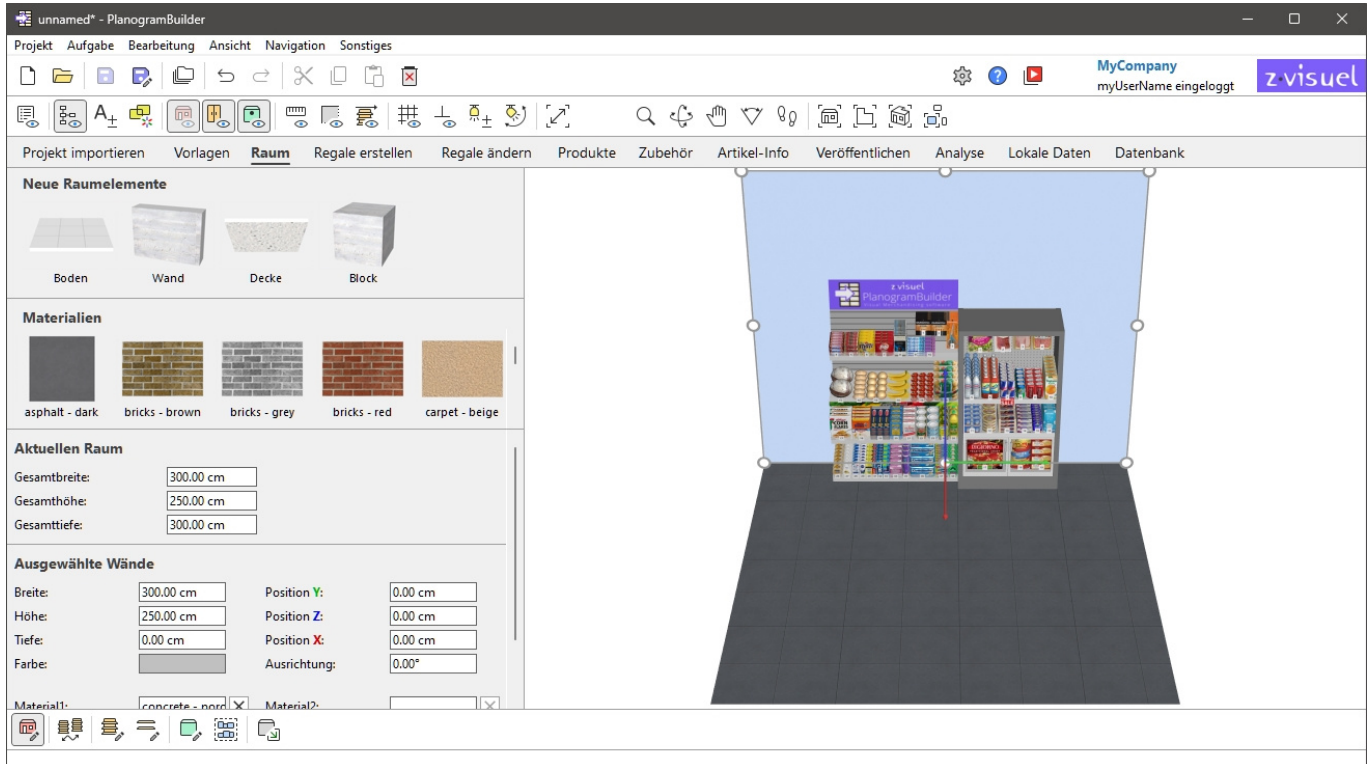 unnamed* - PlanogramBuilder
Projekt Aufgabe Bearbeitung Ansicht Navigation Sonstiges
MyCompany
myUserName eingeloggt
z·visuel
Projekt importieren Vorlagen Raum Regale erstellen Regale ändern Produkte Zubehör Artikel-Info Veröffentlichen Analyse Lokale Daten Datenbank
Neue Raumelemente
Boden Wand Decke Block
Materialien
asphalt - dark bricks - brown bricks - grey bricks - red carpet - beige
Aktuellen Raum
Gesamtbreite: 300.00 cm
Gesamthöhe: 250.00 cm
Gesamttiefe: 300.00 cm
Ausgewählte Wände
Breite: 300.00 cm Position Y: 0.00 cm
Höhe: 250.00 cm Position Z: 0.00 cm
Tiefe: 0.00 cm Position X: 0.00 cm
Farbe: Ausrichtung: 0.00°
Material1: concrete - nord Material2:
z visuel
PlanogramBuilder